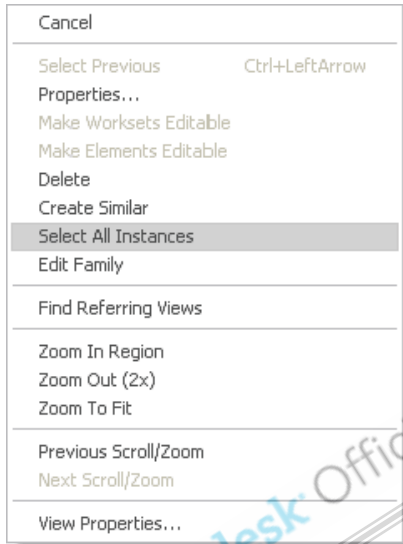 Cancel
Select Previous Ctrl+LeftArrow
Properties...
Make Worksets Editable
Make Elements Editable
Delete
Create Similar
Select All Instances
Edit Family
Find Referring Views
Zoom In Region
Zoom Out (2x)
Zoom To Fit
Previous Scroll/Zoom
Next Scroll/Zoom
View Properties...